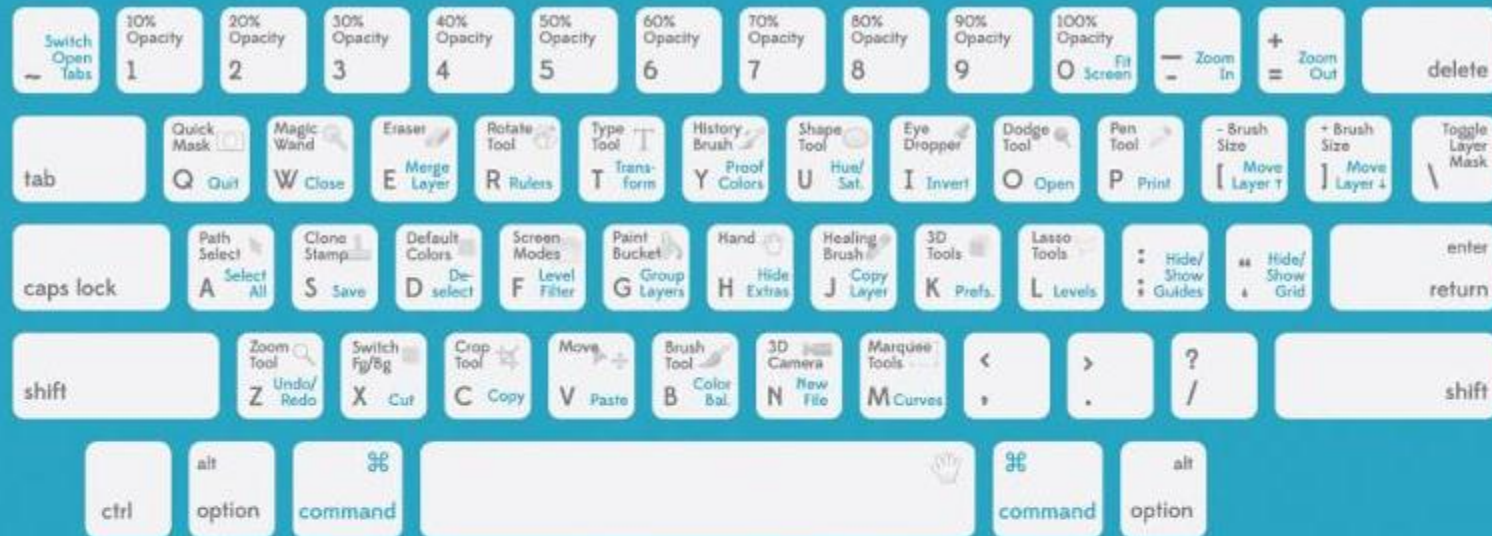 Switch Open Tabs ~
10% Opacity 1
20% Opacity 2
30% Opacity 3
40% Opacity 4
50% Opacity 5
60% Opacity 6
70% Opacity 7
80% Opacity 8
90% Opacity 9
100% Opacity 0 Fit Screen
— - Zoom In
+ = Zoom Out
delete
tab
Quick Mask Q Quit
Magic Wand W Close
Eraser E Merge Layer
Rotate Tool R Rulers
Type Tool T Trans-form
History Brush Y Proof Colors
Shape Tool U Hue/Sat.
Eye Dropper I Invert
Dodge Tool O Open
Pen Tool P Print
- Brush Size [ Move Layer ↑
+ Brush Size ] Move Layer ↓
Toggle Layer Mask \
caps lock
Path Select A Select All
Clone Stamp S Save
Default Colors D De-select
Screen Modes F Level Filter
Paint Bucket G Group Layers
Hand H Hide Extras
Healing Brush J Copy Layer
3D Tools K Prefs.
Lasso Tools L Levels
: ; Hide/Show Guides
" ' Hide/Show Grid
enter return
shift
Zoom Tool Z Undo/Redo
Switch Fg/Bg X Cut
Crop Tool C Copy
Move V Paste
Brush Tool B Color Bal.
3D Camera N New File
Marquee Tools M Curves
< ,
> .
? /
shift
ctrl
alt option
⌘ command
⌘ command
alt option